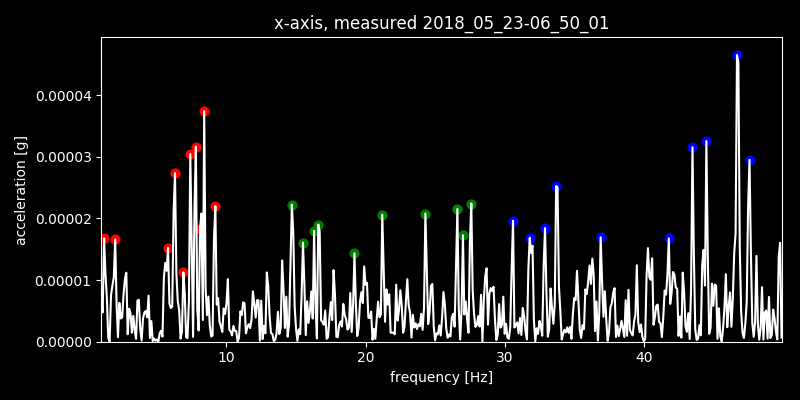 x-axis, measured 2018_05_23-06_50_01
acceleration [g]
0.00004
0.00003
0.00002
0.00001
0.00000
10 20 30 40
frequency [Hz]